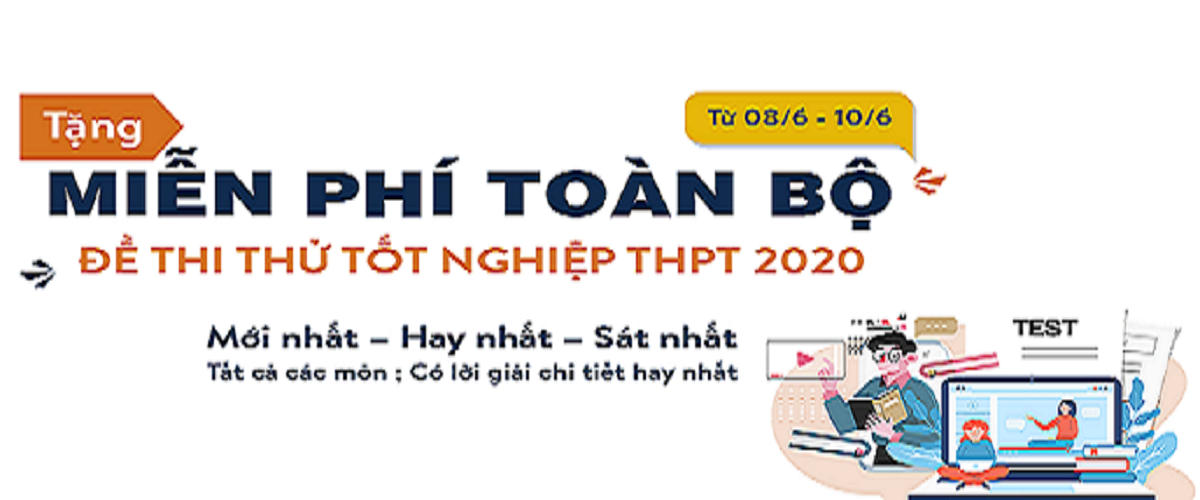 Tặng
Từ 08/6 - 10/6
MIỄN PHÍ TOÀN BỘ
ĐỀ THI THỬ TỐT NGHIỆP THPT 2020
Mới nhất – Hay nhất – Sát nhất
Tất cả các môn ; Có lời giải chi tiết hay nhất
TEST